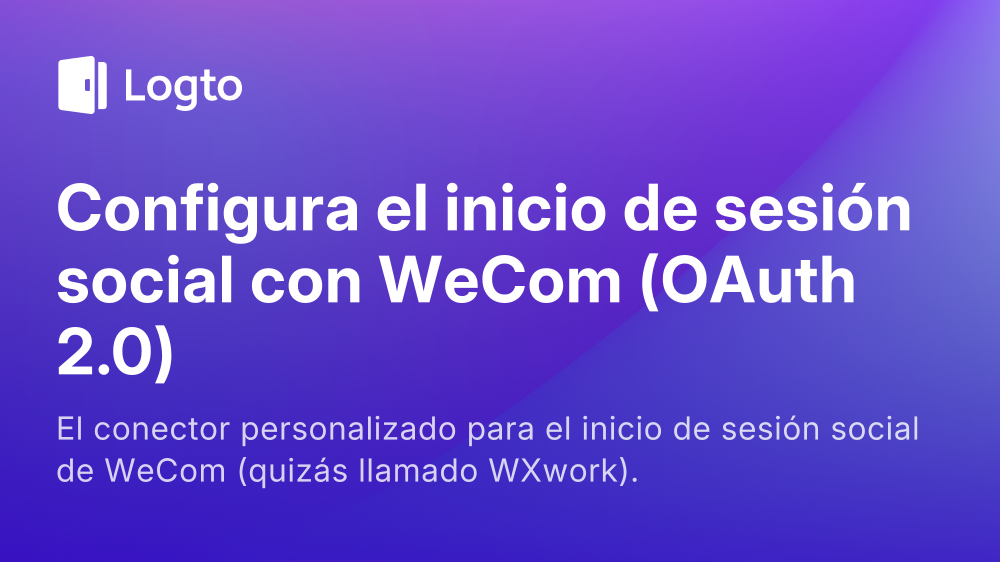 Logto
Configura el inicio de sesión
social con WeCom (OAuth
2.0)
El conector personalizado para el inicio de sesión social
de WeCom (quizás llamado WXwork).